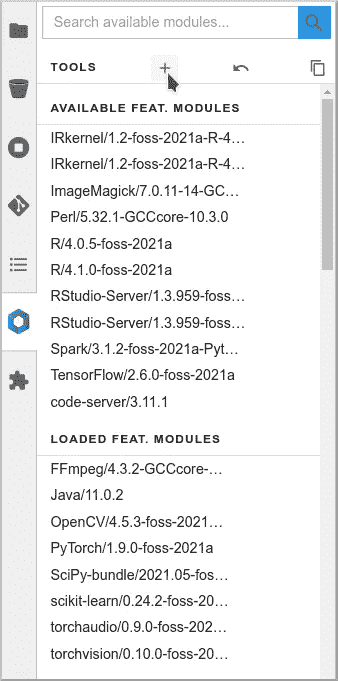 Search available modules...
TOOLS
AVAILABLE FEAT. MODULES
IRkernel/1.2-foss-2021a-R-4…
IRkernel/1.2-foss-2021a-R-4…
ImageMagick/7.0.11-14-GC…
Perl/5.32.1-GCCcore-10.3.0
R/4.0.5-foss-2021a
R/4.1.0-foss-2021a
RStudio-Server/1.3.959-foss…
RStudio-Server/1.3.959-foss…
Spark/3.1.2-foss-2021a-Pyt…
TensorFlow/2.6.0-foss-2021a
code-server/3.11.1
LOADED FEAT. MODULES
FFmpeg/4.3.2-GCCcore-…
Java/11.0.2
OpenCV/4.5.3-foss-2021…
PyTorch/1.9.0-foss-2021a
SciPy-bundle/2021.05-fos…
scikit-learn/0.24.2-foss-20…
torchaudio/0.9.0-foss-202…
torchvision/0.10.0-foss-20…